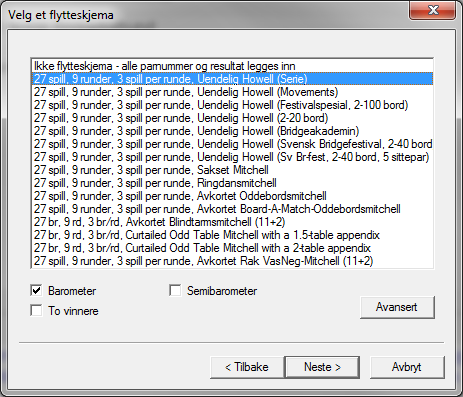 Velg et flytteskjema
Ikke flytteskjema - alle parnummer og resultat legges inn
27 spill, 9 runder, 3 spill per runde, Uendelig Howell (Serie)
27 spill, 9 runder, 3 spill per runde, Uendelig Howell (Movements)
27 spill, 9 runder, 3 spill per runde, Uendelig Howell (Festivalspesial, 2-100 bord)
27 spill, 9 runder, 3 spill per runde, Uendelig Howell (2-20 bord)
27 spill, 9 runder, 3 spill per runde, Uendelig Howell (Bridgeakademin)
27 spill, 9 runder, 3 spill per runde, Uendelig Howell (Svensk Bridgefestival, 2-40 bord)
27 spill, 9 runder, 3 spill per runde, Uendelig Howell (Sv Br-fest, 2-40 bord, 5 sittepar)
27 spill, 9 runder, 3 spill per runde, Sakset Mitchell
27 spill, 9 runder, 3 spill per runde, Ringdansmitchell
27 spill, 9 runder, 3 spill per runde, Avkortet Oddebordsmitchell
27 spill, 9 runder, 3 spill per runde, Avkortet Board-A-Match-Oddebordsmitchell
27 br, 9 rd, 3 br/rd, Avkortet Blindtarmsmitchell (11+2)
27 br, 9 rd, 3 br/rd, Curtailed Odd Table Mitchell with a 1.5-table appendix
27 br, 9 rd, 3 br/rd, Curtailed Odd Table Mitchell with a 2-table appendix
27 spill, 9 runder, 3 spill per runde, Avkortet Rak VasNeg-Mitchell (11+2)
Barometer
Semibarometer
To vinnere
Avansert
< Tilbake
Neste >
Avbryt